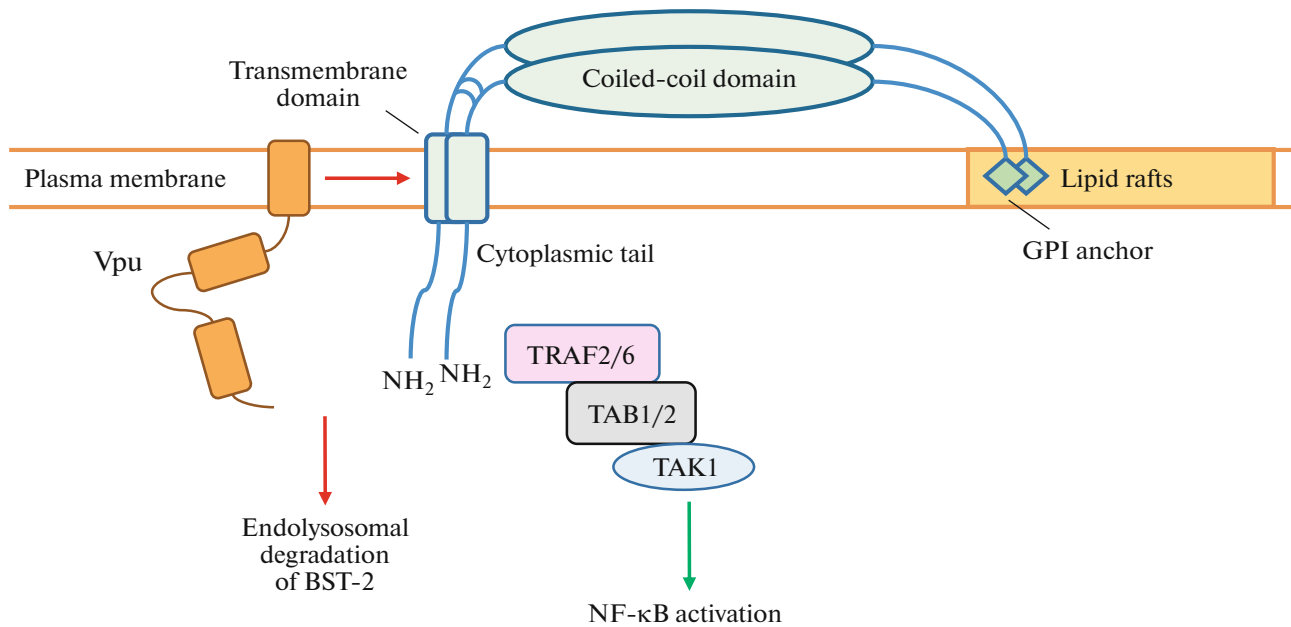 Transmembrane
domain
Coiled-coil domain
Plasma membrane
Lipid rafts
Vpu
Cytoplasmic tail
GPI anchor
NH₂ NH₂
TRAF2/6
TAB1/2
TAK1
Endolysosomal
degradation
of BST-2
NF-κB activation